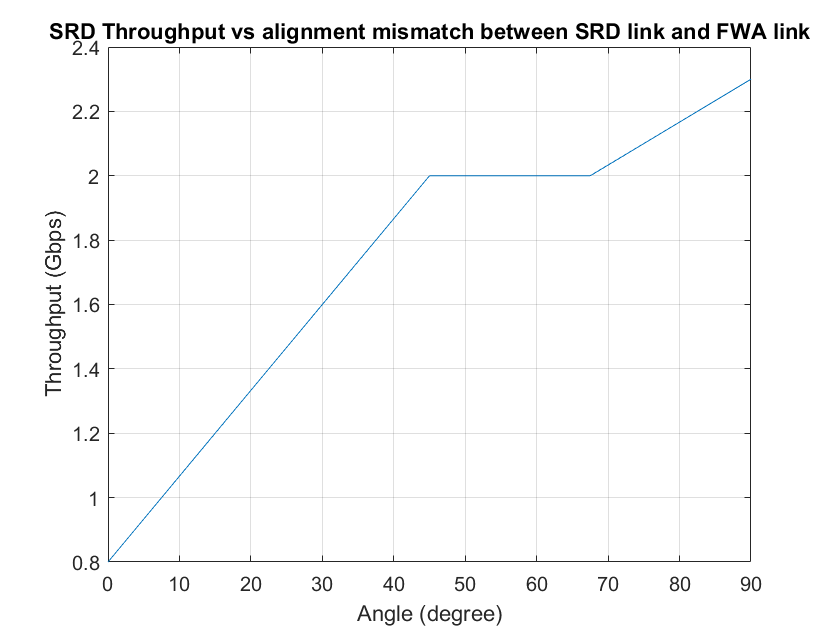 SRD Throughput vs alignment mismatch between SRD link and FWA link
2.4
2.2
2
1.8
1.6
1.4
1.2
1
0.8
Throughput (Gbps)
0 10 20 30 40 50 60 70 80 90
Angle (degree)